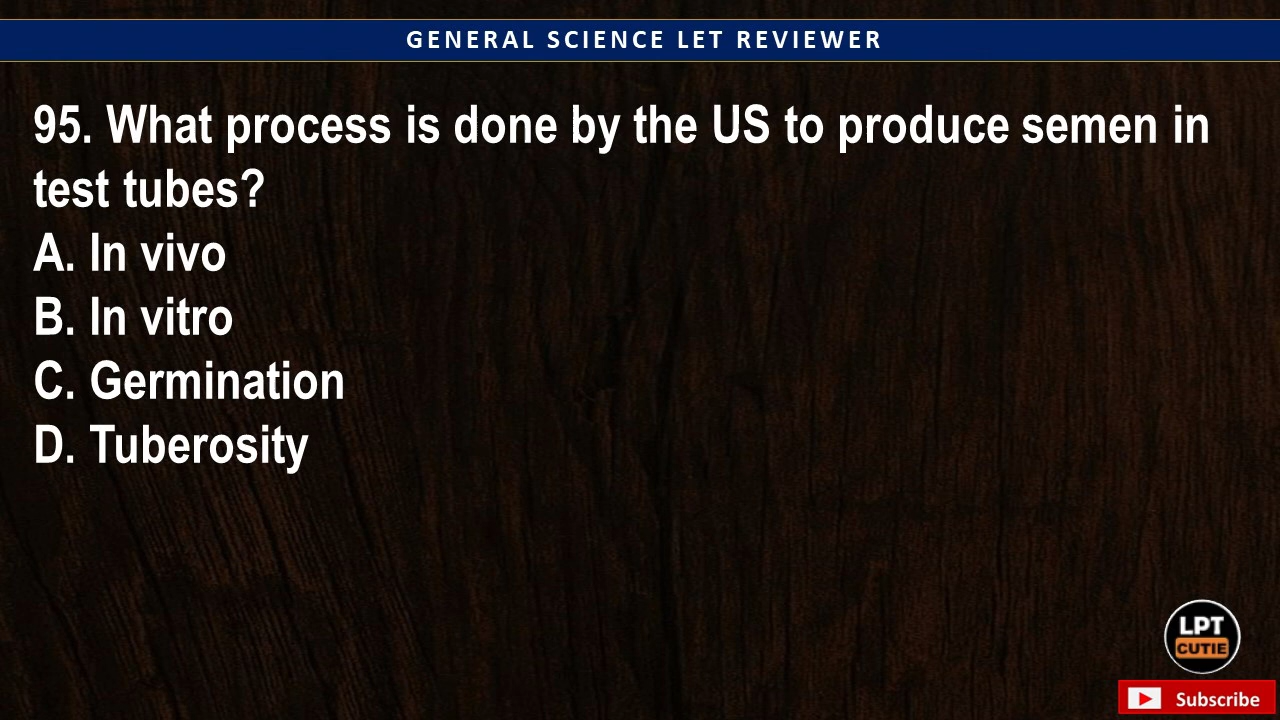 GENERAL SCIENCE LET REVIEWER
95. What process is done by the US to produce semen in
test tubes?
A. In vivo
B. In vitro
C. Germination
D. Tuberosity
LPT
CUTIE
Subscribe